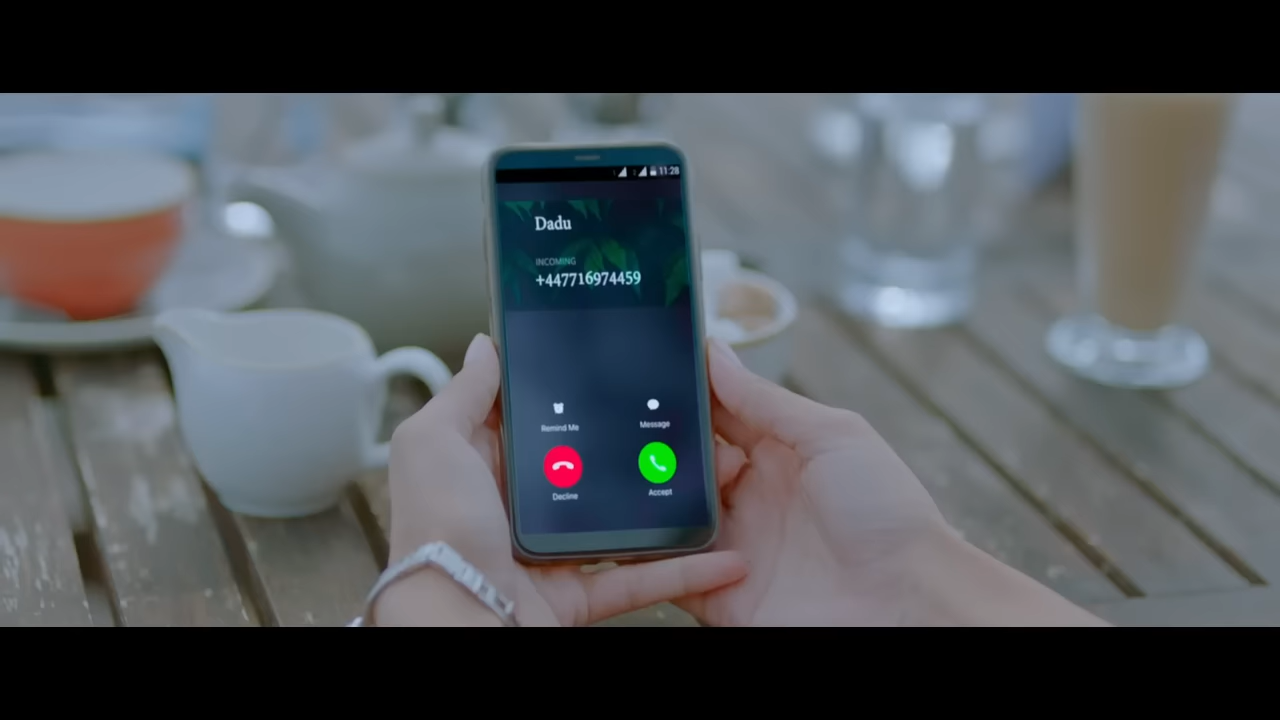 11:28
Dadu
INCOMING
+447716974459
Remind Me
Message
Decline
Accept